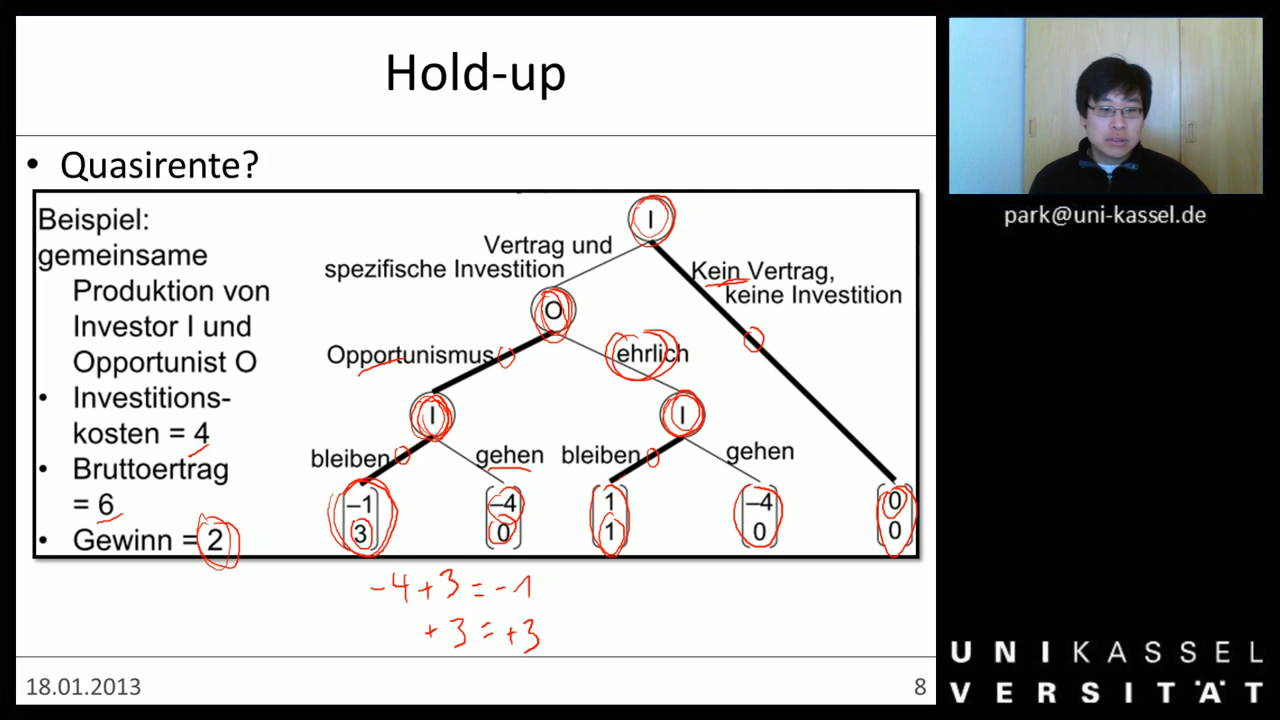 Hold-up
• Quasirente?
Beispiel:
gemeinsame
Produktion von
Investor I und
Opportunist O
• Investitions-
kosten = 4
• Bruttoertrag
= 6
• Gewinn = 2
I
Vertrag und
spezifische Investition
Kein Vertrag,
keine Investition
O
Opportunismus
ehrlich
I
I
bleiben
gehen
bleiben
gehen
–1
3
–4
0
1
1
–4
0
0
0
-4+3=-1
+3=+3
18.01.2013
8
park@uni-kassel.de
UNIKASSEL
VERSITÄT